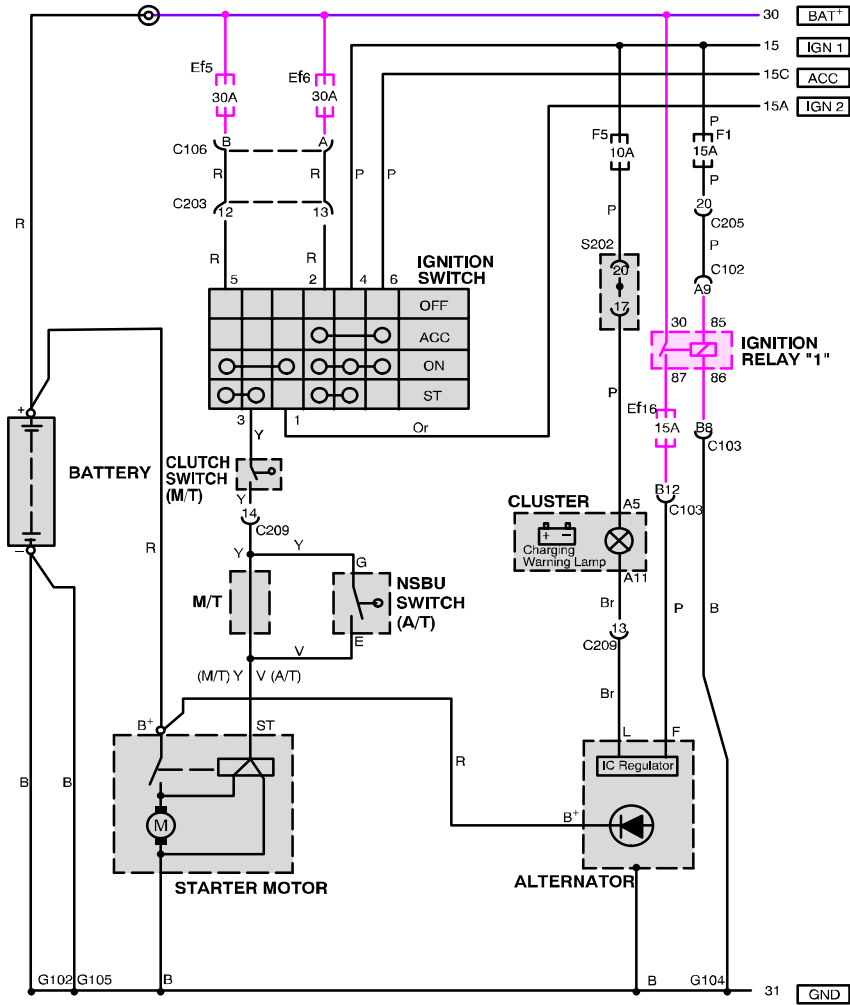 30 BAT+
15 IGN 1
15C ACC
15A IGN 2
Ef5
30A
Ef6
30A
F5
10A
P
F1
15A
C106 B A
R R P P
P
C203 12 13
20
C205
R
R R
P
P
S202
20
17
C102
A9
IGNITION
SWITCH
5 2 4 6
OFF
ACC
ON
ST
3 1
Y
Or
30 85
IGNITION
RELAY "1"
87 86
P
Ef16
15A
B8
C103
B12
C103
+
BATTERY
−
CLUTCH
SWITCH
(M/T)
Y
14
C209
CLUSTER
A5
+ −
Charging
Warning Lamp
A11
R
Y Y
G
M/T
NSBU
SWITCH
(A/T)
E
V
Br
13
C209
P B
(M/T) Y V (A/T)
Br
B+ ST
L F
IC Regulator
R
B B
M
B+
STARTER MOTOR
ALTERNATOR
G102 G105 B
B G104
31 GND